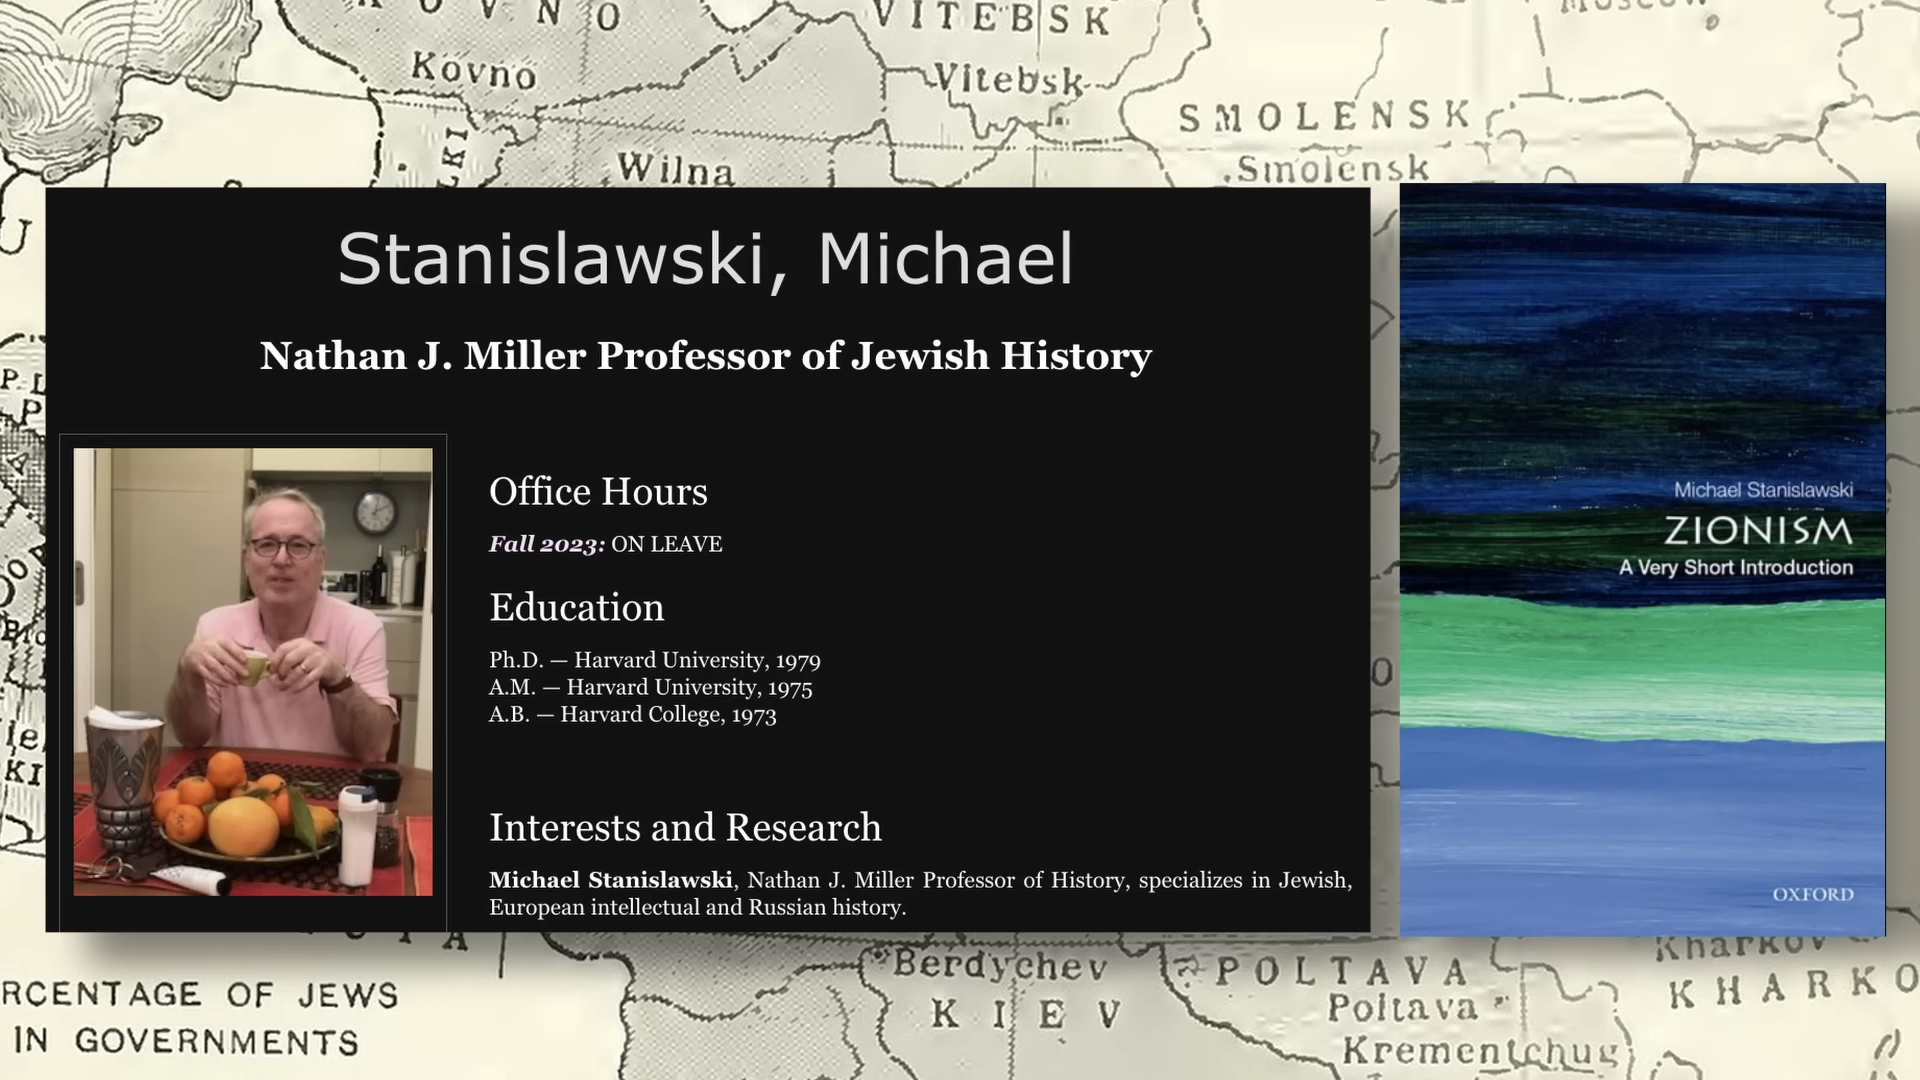 KOVNO
VITEBSK
Kovno
Vitebsk
SMOLENSK
Wilna
Smolensk
Stanislawski, Michael
Nathan J. Miller Professor of Jewish History
Office Hours
Fall 2023: ON LEAVE
Education
Ph.D. — Harvard University, 1979
A.M. — Harvard University, 1975
A.B. — Harvard College, 1973
Interests and Research
Michael Stanislawski, Nathan J. Miller Professor of History, specializes in Jewish,
European intellectual and Russian history.
Michael Stanislawski
ZIONISM
A Very Short Introduction
OXFORD
Berdychev
POLTAVA
Kharkov
RCENTAGE OF JEWS
KIEV
Poltava
KHARKO
IN GOVERNMENTS
Krementchug